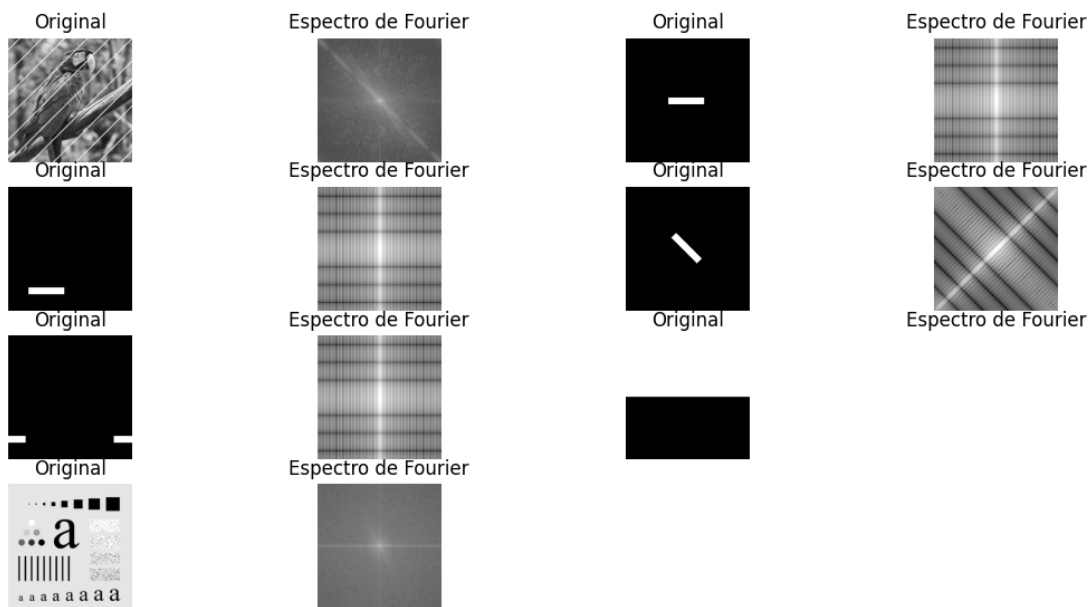 Original Espectro de Fourier Original Espectro de Fourier
Original Espectro de Fourier Original Espectro de Fourier
Original Espectro de Fourier Original Espectro de Fourier
Original Espectro de Fourier
a
a a a a a a a a